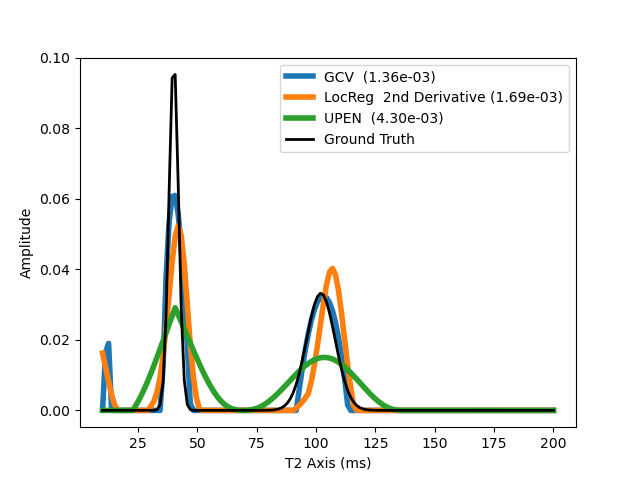 GCV (1.36e-03)
LocReg 2nd Derivative (1.69e-03)
UPEN (4.30e-03)
Ground Truth
0.10
0.08
0.06
0.04
0.02
0.00
Amplitude
25 50 75 100 125 150 175 200
T2 Axis (ms)